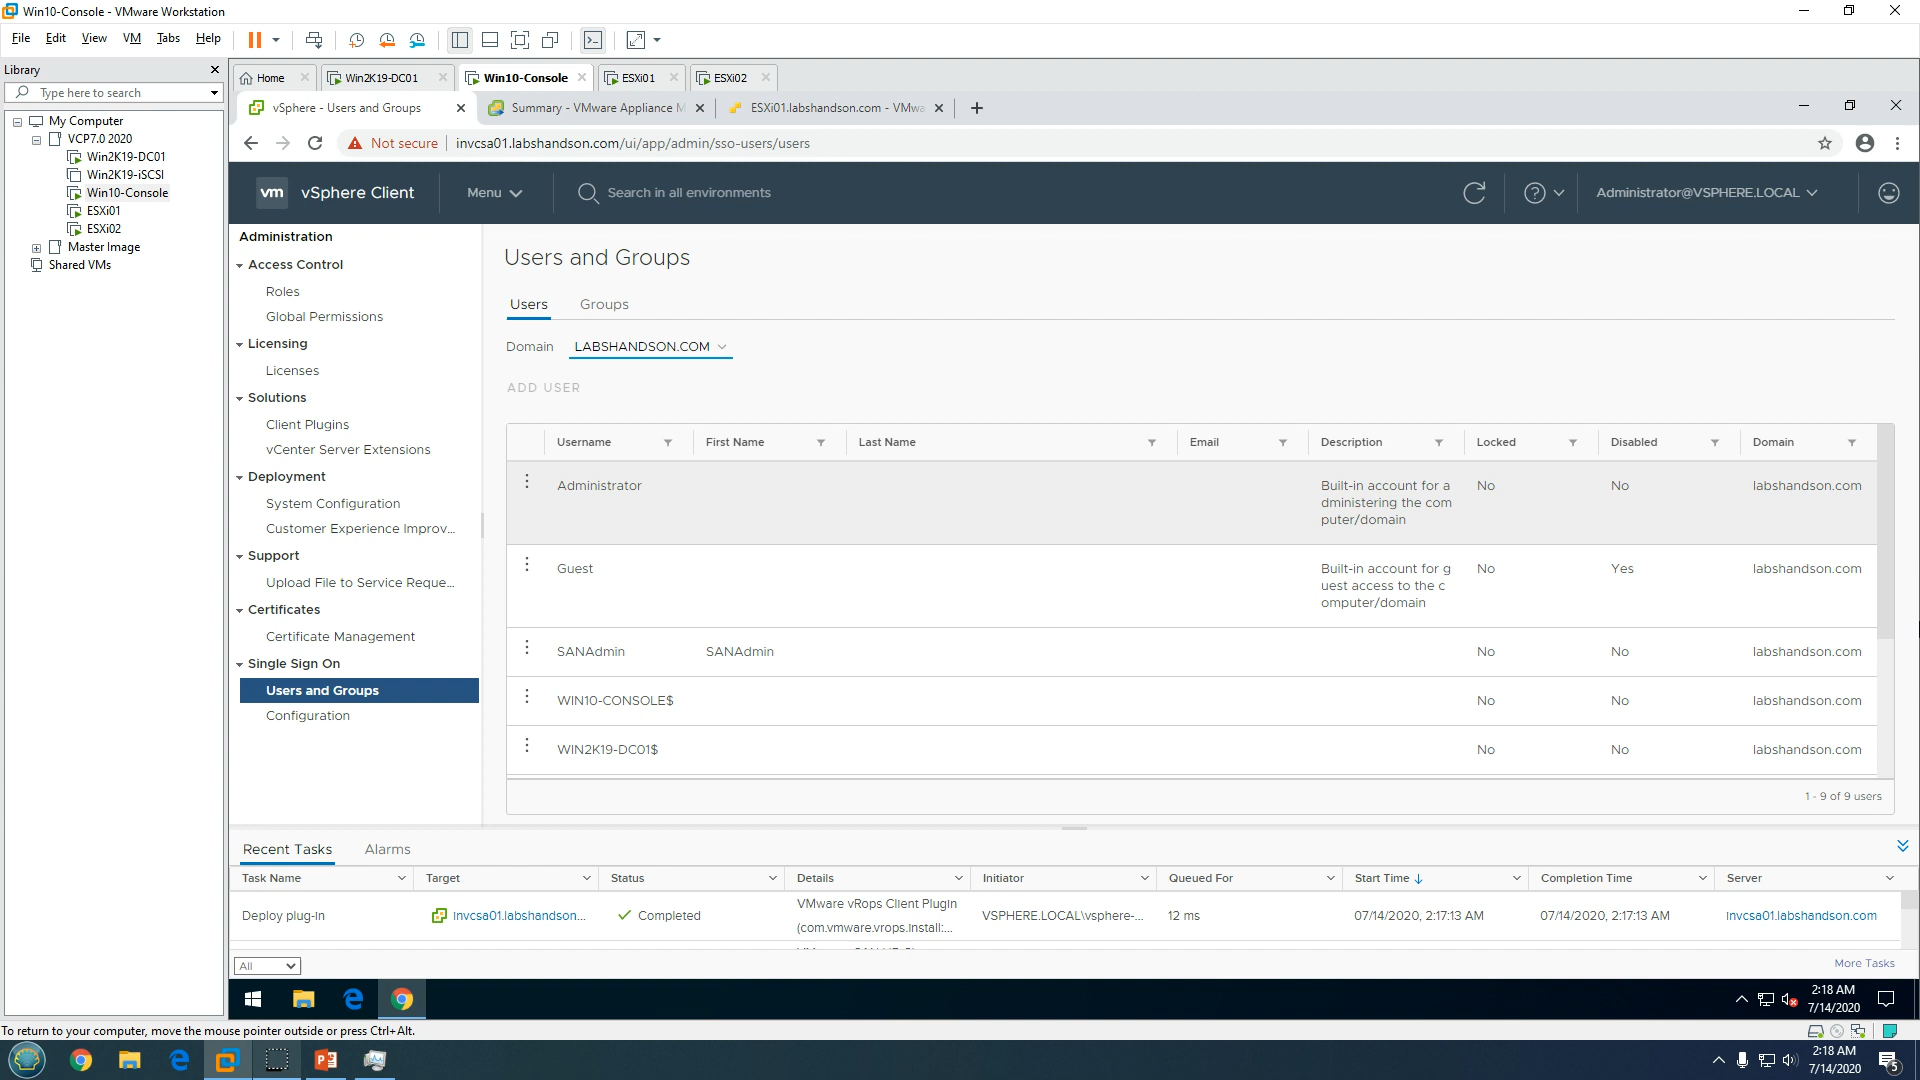 Win10-Console - VMware Workstation
File Edit View VM Tabs Help
Library
Type here to search
My Computer
VCP7.0 2020
Win2K19-DC01
Win2K19-iSCSI
Win10-Console
ESXi01
ESXi02
Master Image
Shared VMs
Home
Win2K19-DC01
Win10-Console
ESXi01
ESXi02
vSphere - Users and Groups
Summary - VMware Appliance M
ESXi01.labshandson.com - VMwa
Not secure
invcsa01.labshandson.com/ui/app/admin/sso-users/users
vm vSphere Client
Menu
Search in all environments
Administrator@VSPHERE.LOCAL
Administration
Access Control
Roles
Global Permissions
Licensing
Licenses
Solutions
Client Plugins
vCenter Server Extensions
Deployment
System Configuration
Customer Experience Improv...
Support
Upload File to Service Reque...
Certificates
Certificate Management
Single Sign On
Users and Groups
Configuration
Users and Groups
Users Groups
Domain LABSHANDSON.COM
ADD USER
Username First Name Last Name Email Description Locked Disabled Domain
Administrator Built-in account for a No No labshandson.com
dministering the com
puter/domain
Guest Built-in account for g No Yes labshandson.com
uest access to the c
omputer/domain
SANAdmin SANAdmin No No labshandson.com
WIN10-CONSOLE$ No No labshandson.com
WIN2K19-DC01$ No No labshandson.com
1 - 9 of 9 users
Recent Tasks Alarms
Task Name Target Status Details Initiator Queued For Start Time Completion Time Server
Deploy plug-in invcsa01.labshandson... Completed VMware vRops Client Plugin VSPHERE.LOCAL\vsphere-... 12 ms 07/14/2020, 2:17:13 AM 07/14/2020, 2:17:13 AM invcsa01.labshandson.com
(com.vmware.vrops.install:...
All
More Tasks
2:18 AM
7/14/2020
To return to your computer, move the mouse pointer outside or press Ctrl+Alt.
2:18 AM
7/14/2020
5